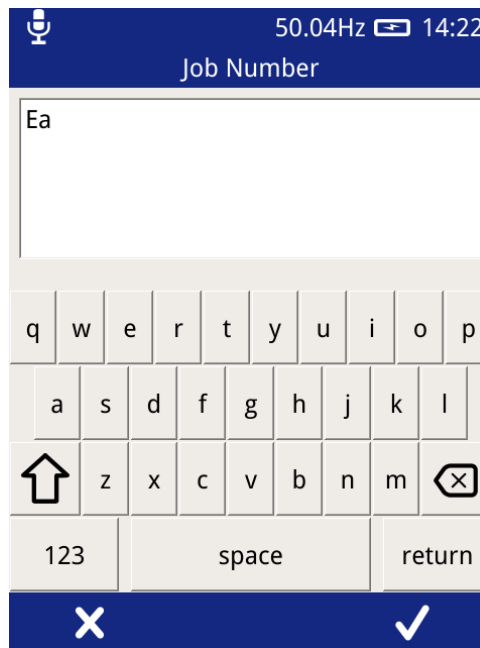 50.04Hz 14:22
Job Number
Ea
q w e r t y u i o p
a s d f g h j k l
z x c v b n m
123 space return